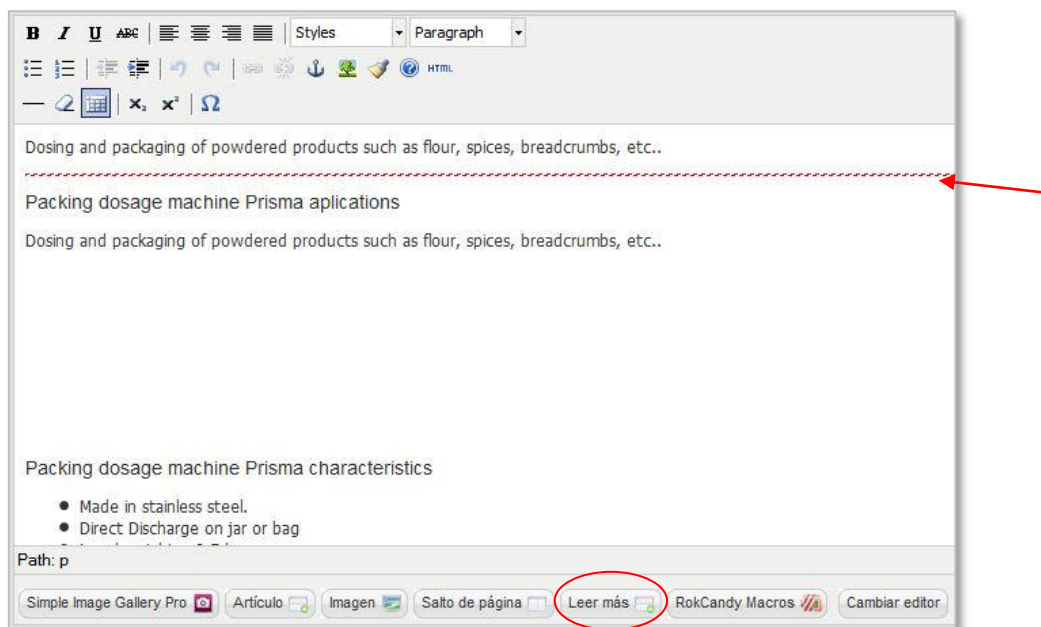 B I U ABC Styles Paragraph
HTML
x₂ x² Ω
Dosing and packaging of powdered products such as flour, spices, breadcrumbs, etc..
Packing dosage machine Prisma aplications
Dosing and packaging of powdered products such as flour, spices, breadcrumbs, etc..
Packing dosage machine Prisma characteristics
Made in stainless steel.
Direct Discharge on jar or bag
Path: p
Simple Image Gallery Pro Artículo Imagen Salto de página Leer más RokCandy Macros Cambiar editor